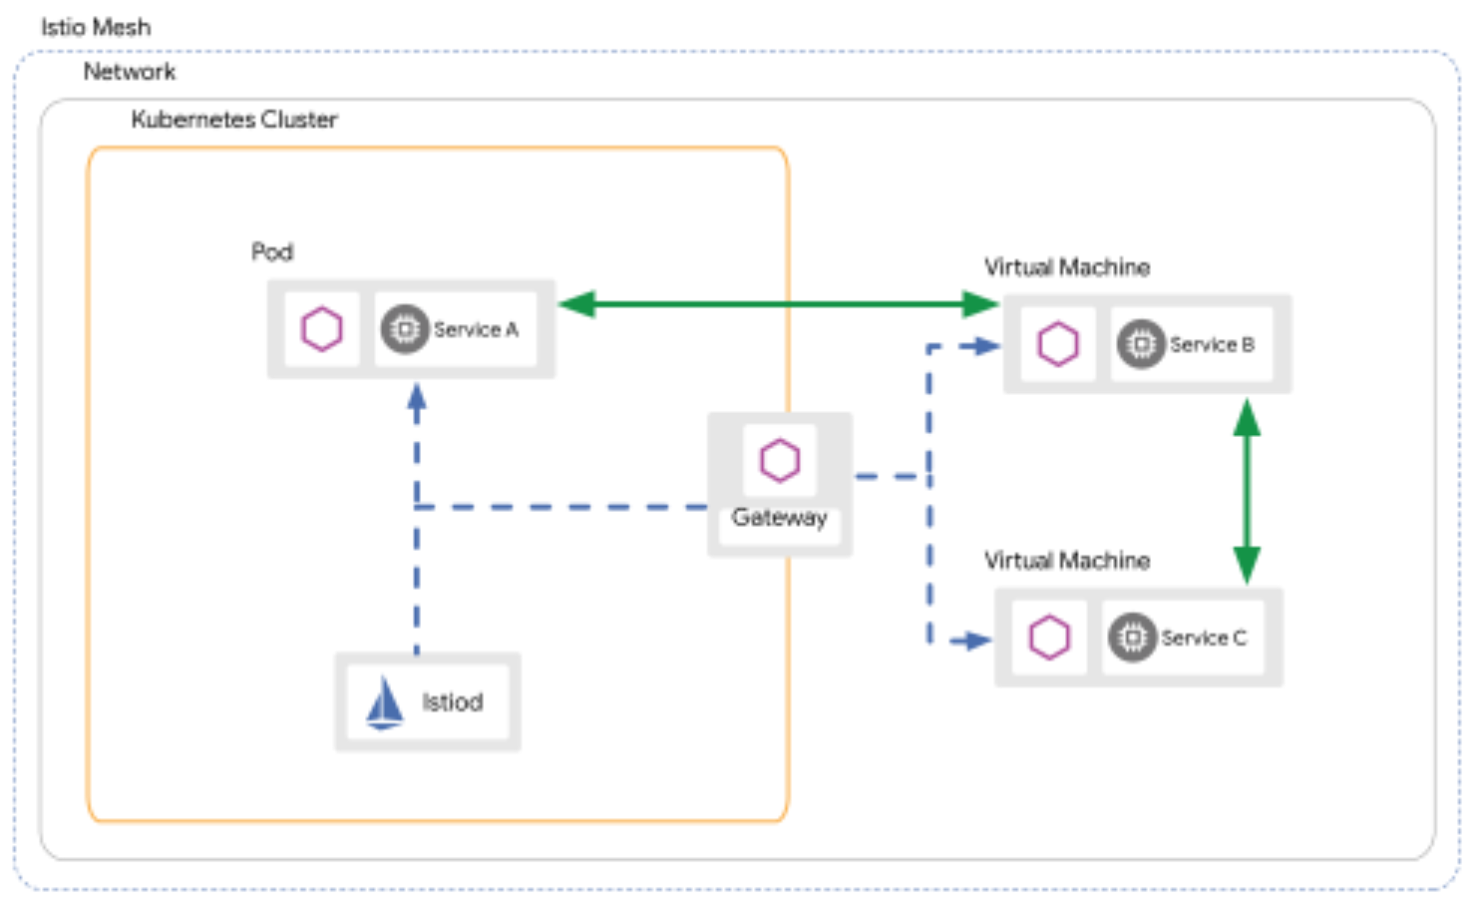 Istio Mesh
Network
Kubernetes Cluster
Pod
Service A
Virtual Machine
Service B
Gateway
Virtual Machine
Service C
Istiod